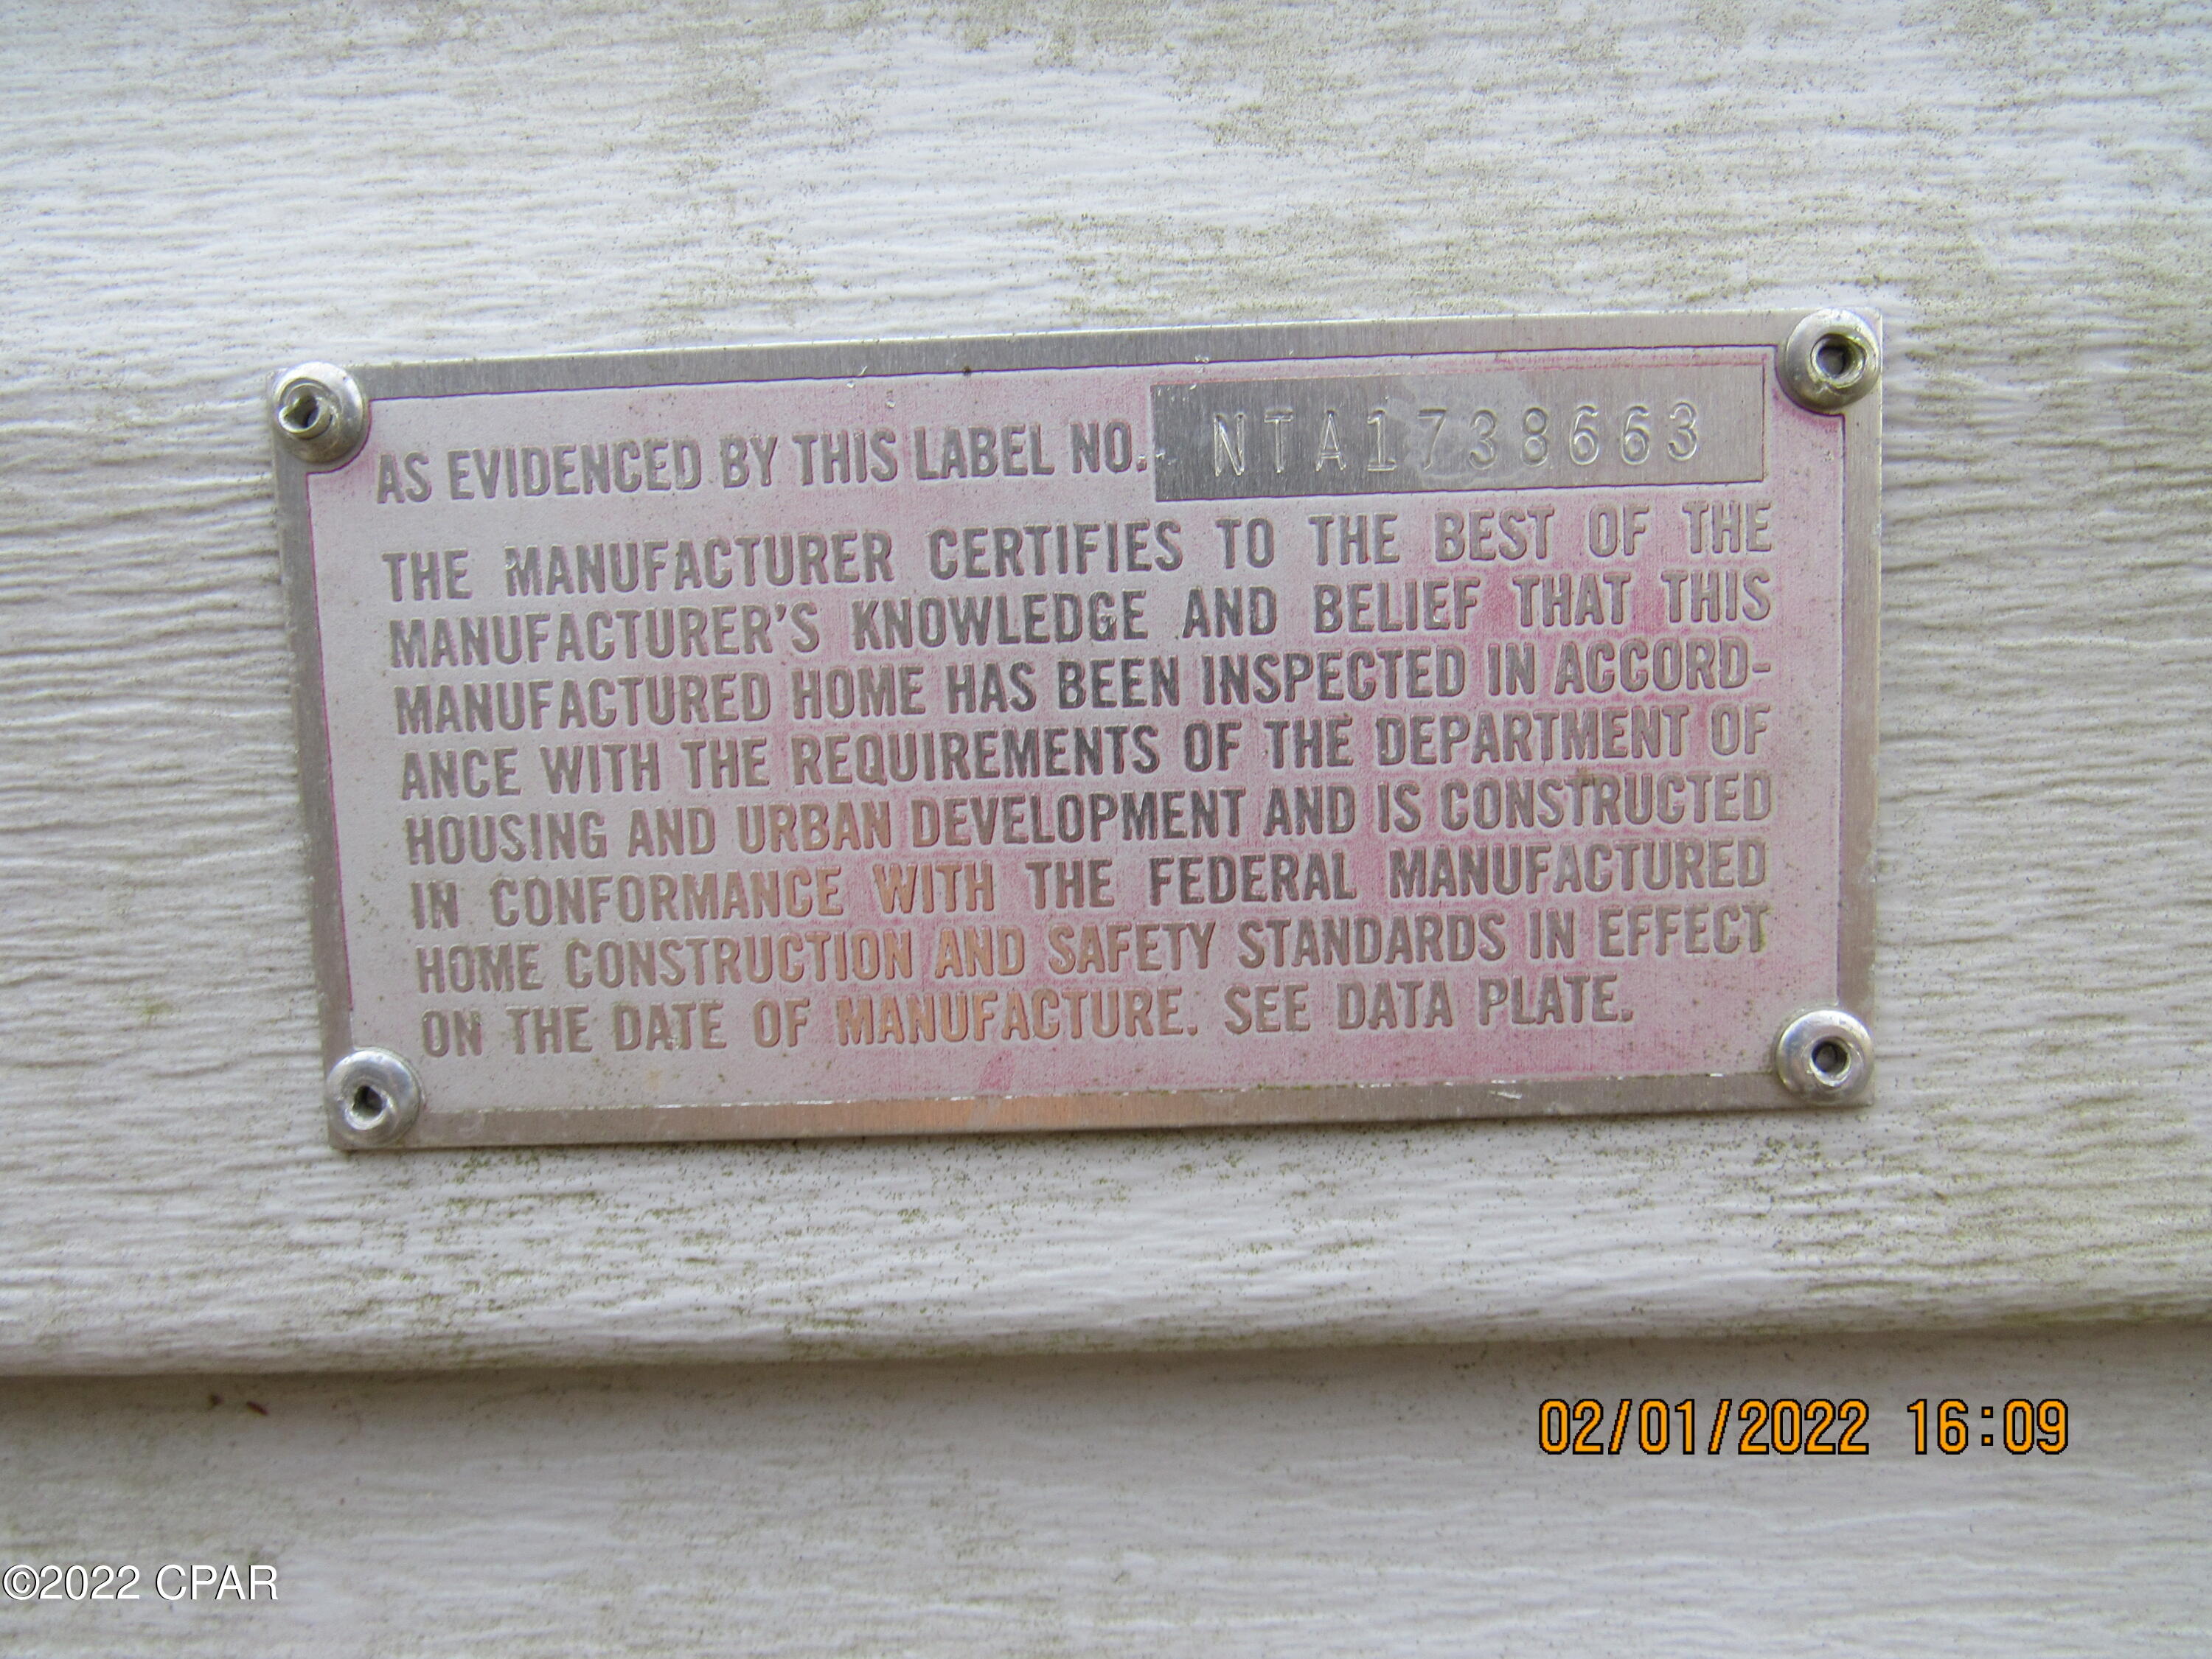 AS EVIDENCED BY THIS LABEL NO. NTA1738663
THE MANUFACTURER CERTIFIES TO THE BEST OF THE
MANUFACTURER'S KNOWLEDGE AND BELIEF THAT THIS
MANUFACTURED HOME HAS BEEN INSPECTED IN ACCORD-
ANCE WITH THE REQUIREMENTS OF THE DEPARTMENT OF
HOUSING AND URBAN DEVELOPMENT AND IS CONSTRUCTED
IN CONFORMANCE WITH THE FEDERAL MANUFACTURED
HOME CONSTRUCTION AND SAFETY STANDARDS IN EFFECT
ON THE DATE OF MANUFACTURE. SEE DATA PLATE.
02/01/2022 16:09
©2022 CPAR